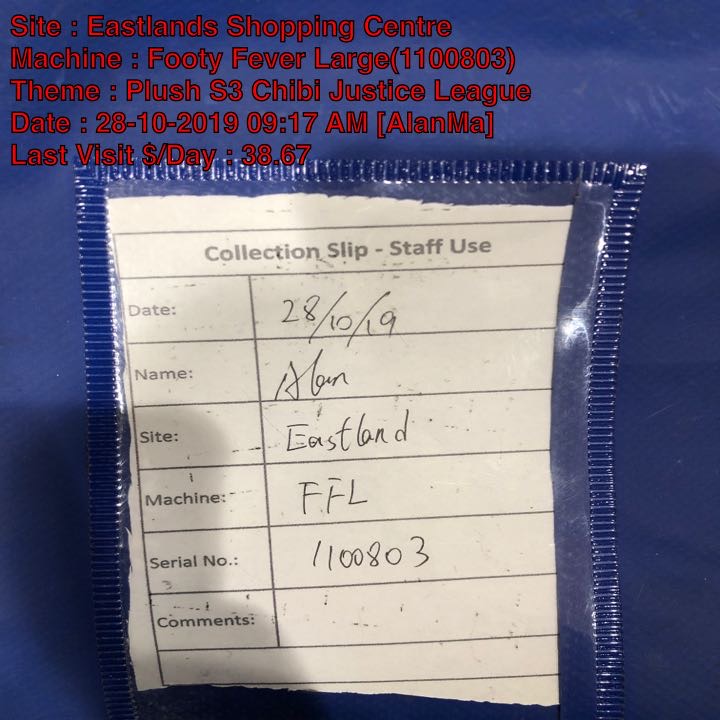 Site : Eastlands Shopping Centre
Machine : Footy Fever Large(1100803)
Theme : Plush S3 Chibi Justice League
Date : 28-10-2019 09:17 AM [AlanMa]
Last Visit $/Day : 38.67
Collection Slip - Staff Use
Date: 28/10/19
Name: Alan
Site: Eastland
Machine: FFL
Serial No.: 1100803
Comments: